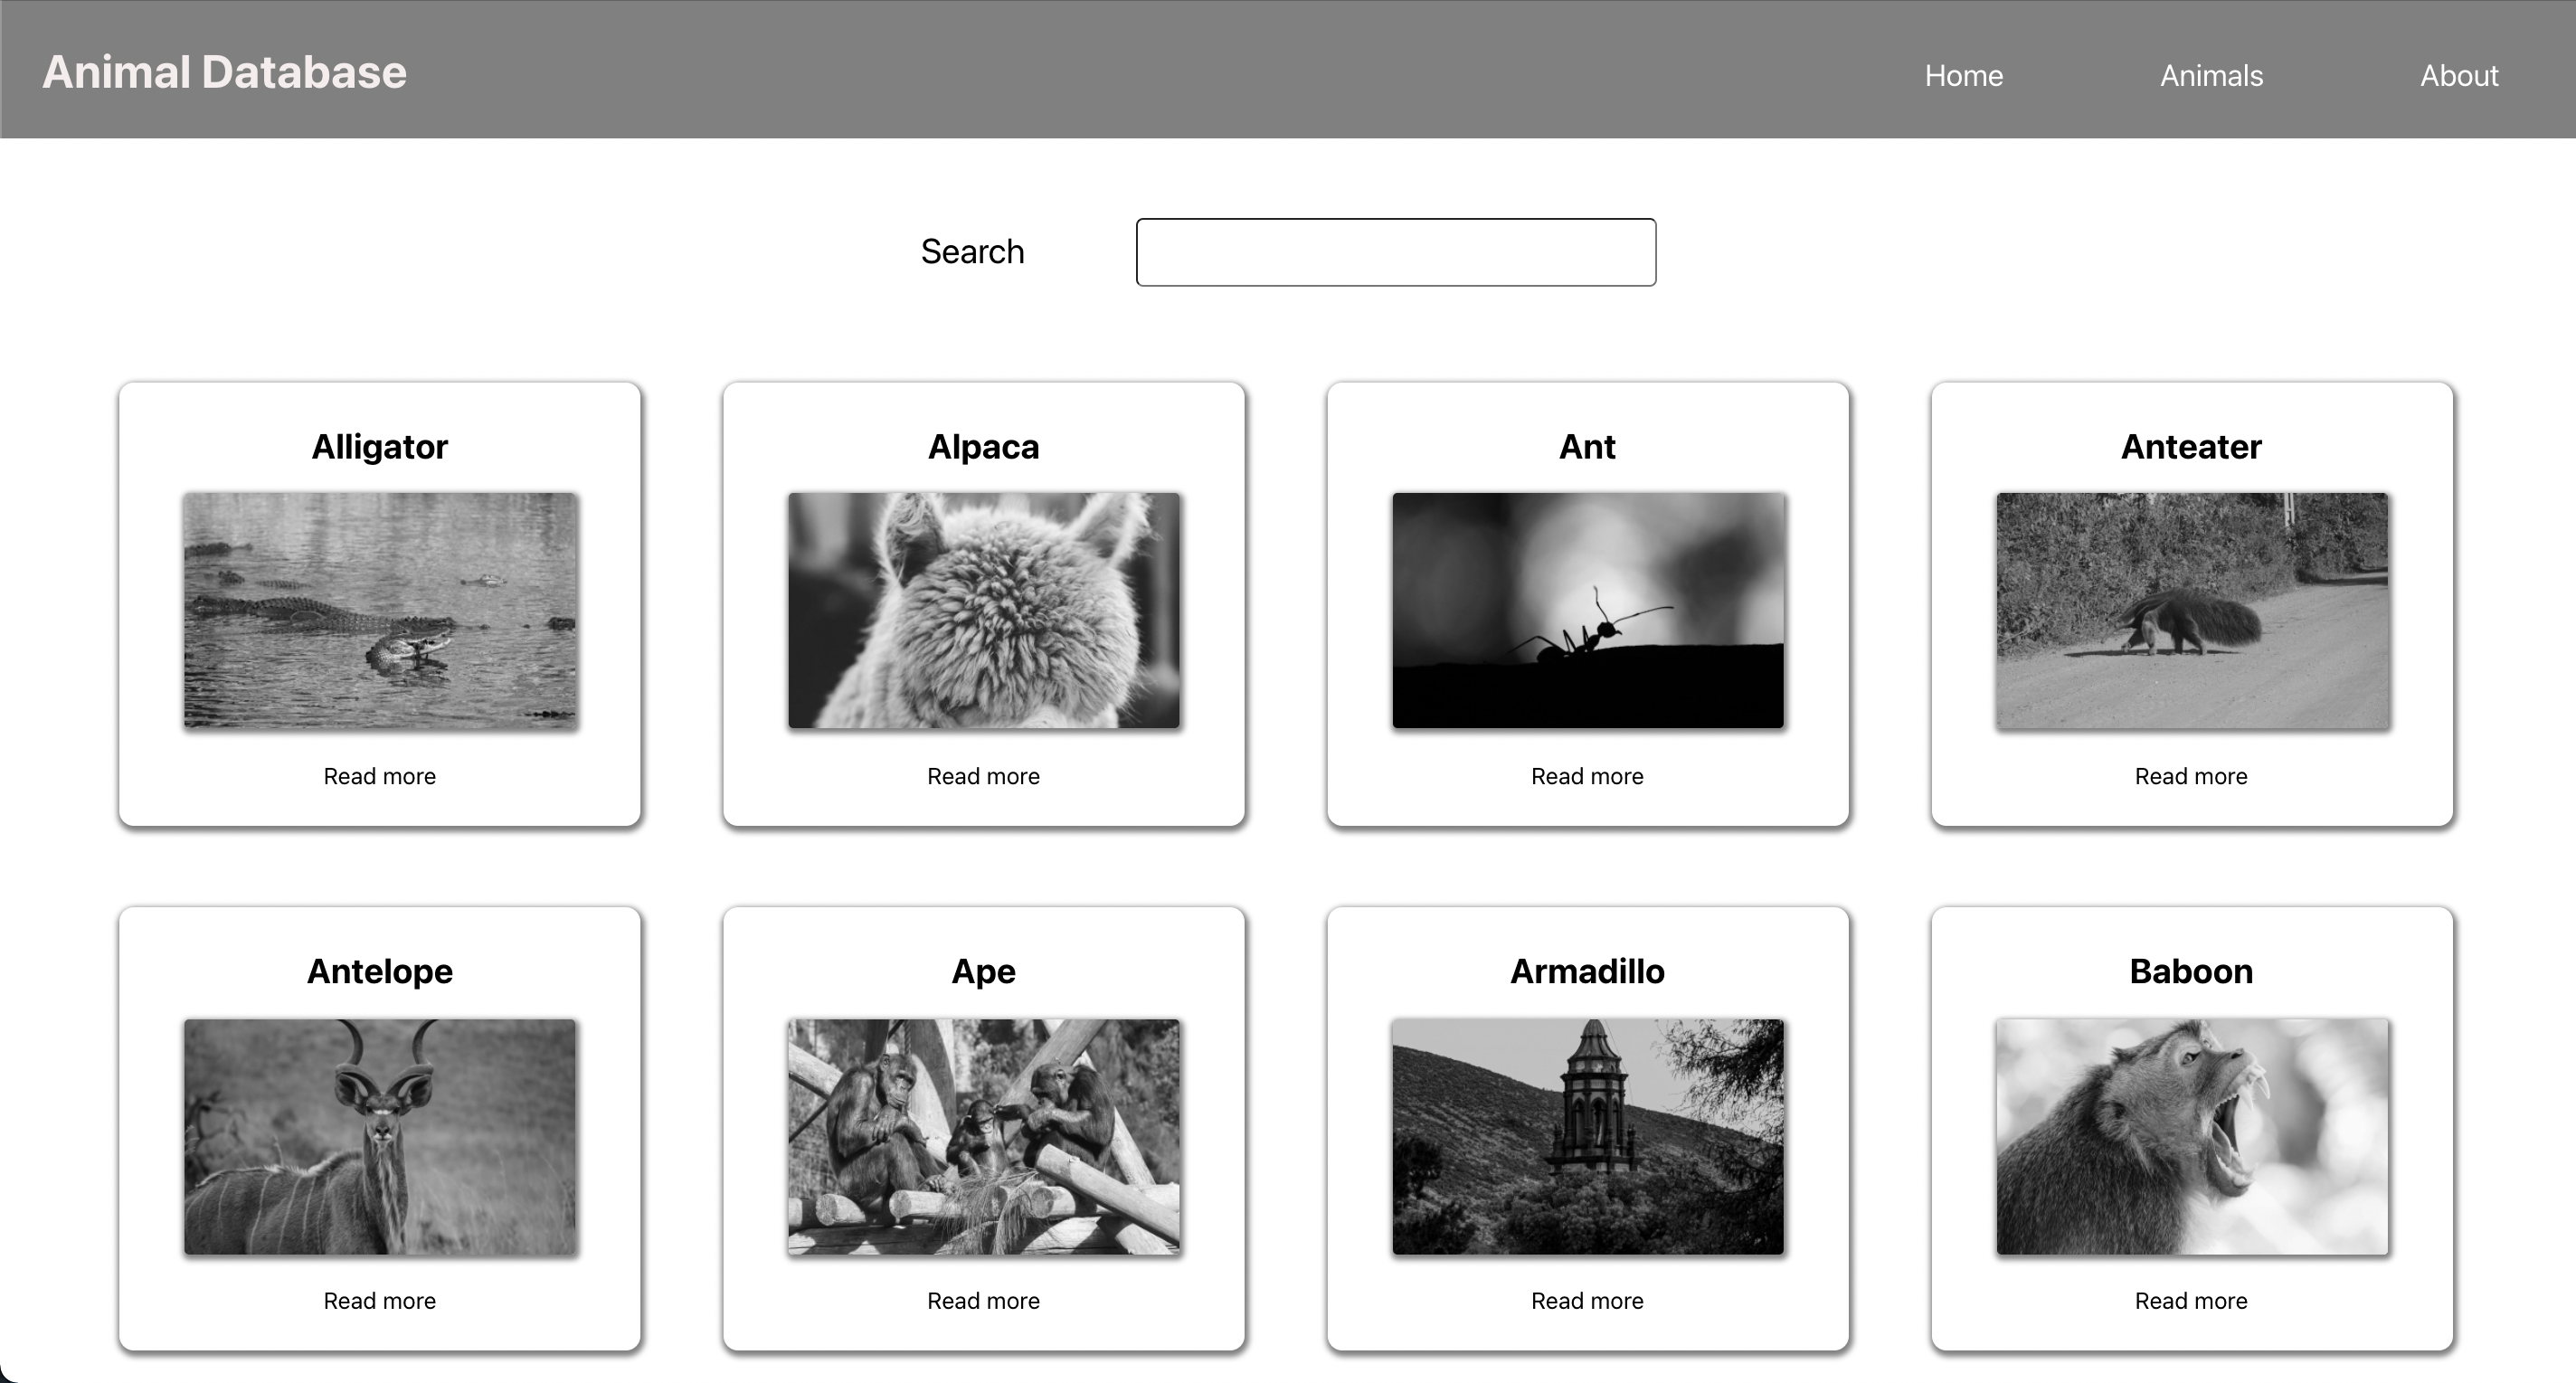 Animal Database
Home Animals About
Search
Alligator
Read more
Alpaca
Read more
Ant
Read more
Anteater
Read more
Antelope
Read more
Ape
Read more
Armadillo
Read more
Baboon
Read more